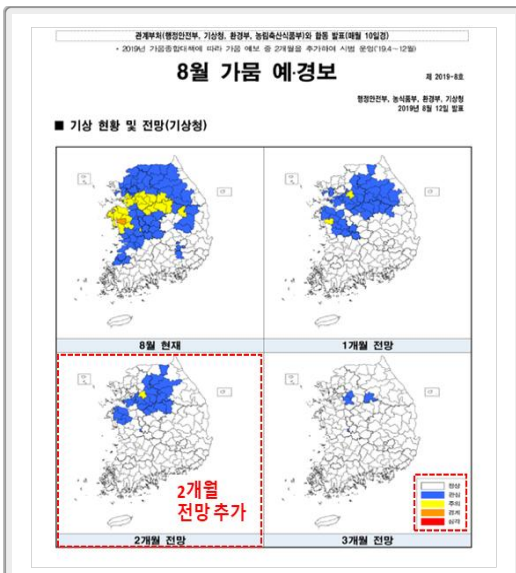 관계부처(행정안전부, 기상청, 환경부, 농림축산식품부)와 합동 발표(매월 10일경)
* 2019년 가뭄종합대책에 따라 가뭄 예보 중 2개월을 추가하여 시범 운영('19.4～12월)
8월 가뭄 예·경보
제 2019-8호
행정안전부, 농식품부, 환경부, 기상청
2019년 8월 12일 발표
■ 기상 현황 및 전망(기상청)
8월 현재
1개월 전망
2개월
전망 추가
2개월 전망
정상
관심
주의
경계
심각
3개월 전망